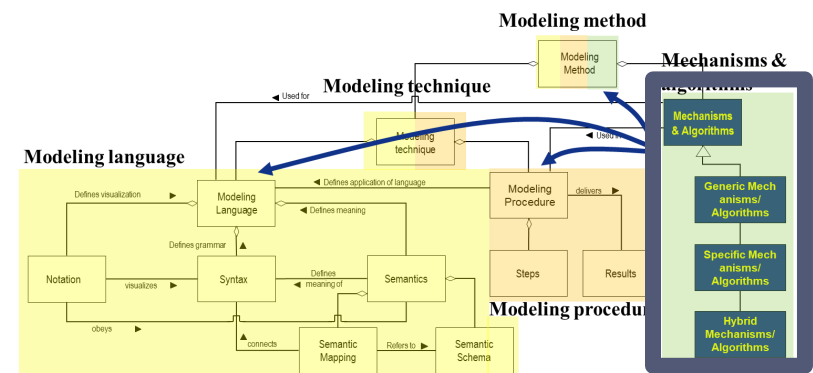 Modeling method
Modeling
Method
Mechanisms &
algorithms
Modeling technique
◄ Used for
Mechanisms
& Algorithms
Modeling
technique
◄ Used
Modeling language
Defines visualization ►
Modeling
Language
◄ Defines application of language
◄ Defines meaning
Modeling
Procedure
delivers
►
Generic Mech
anisms/
Algorithms
Defines grammar
▲
Notation
visualizes ►
Syntax
Defines
◄ meaning of
Semantics
Steps
Results
Specific Mech
anisms/
Algorithms
Modeling procedur
obeys ►
▲
connects
Semantic
Mapping
Refers to ►
Semantic
Schema
Hybrid
Mechanisms/
Algorithms